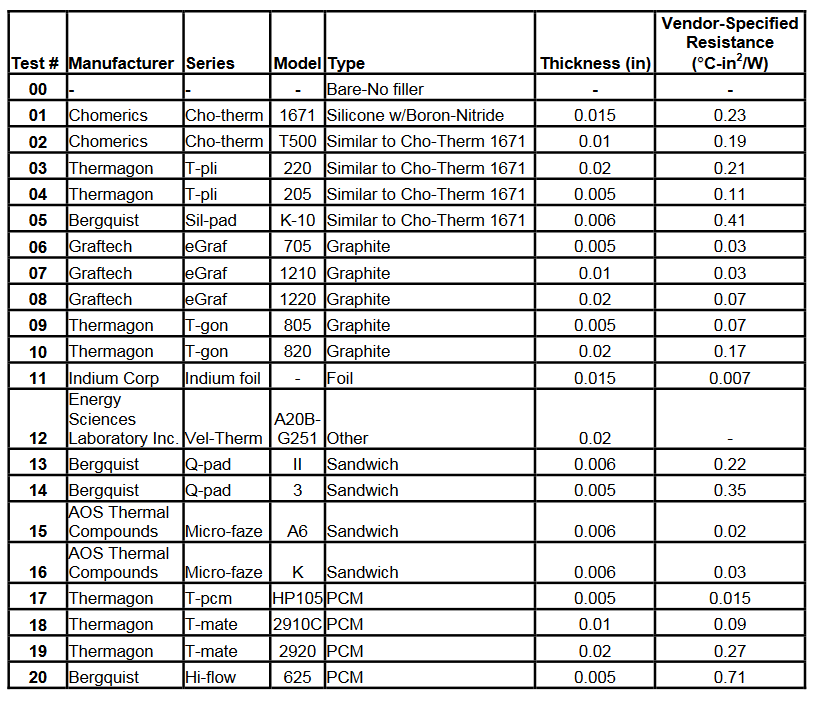 Vendor-Specified
Resistance
Test # Manufacturer Series Model Type Thickness (in) (°C-in²/W)
00 - - - Bare-No filler - -
01 Chomerics Cho-therm 1671 Silicone w/Boron-Nitride 0.015 0.23
02 Chomerics Cho-therm T500 Similar to Cho-Therm 1671 0.01 0.19
03 Thermagon T-pli 220 Similar to Cho-Therm 1671 0.02 0.21
04 Thermagon T-pli 205 Similar to Cho-Therm 1671 0.005 0.11
05 Bergquist Sil-pad K-10 Similar to Cho-Therm 1671 0.006 0.41
06 Graftech eGraf 705 Graphite 0.005 0.03
07 Graftech eGraf 1210 Graphite 0.01 0.03
08 Graftech eGraf 1220 Graphite 0.02 0.07
09 Thermagon T-gon 805 Graphite 0.005 0.07
10 Thermagon T-gon 820 Graphite 0.02 0.17
11 Indium Corp Indium foil - Foil 0.015 0.007
Energy
Sciences A20B-
12 Laboratory Inc. Vel-Therm G251 Other 0.02 -
13 Bergquist Q-pad II Sandwich 0.006 0.22
14 Bergquist Q-pad 3 Sandwich 0.005 0.35
AOS Thermal
15 Compounds Micro-faze A6 Sandwich 0.006 0.02
AOS Thermal
16 Compounds Micro-faze K Sandwich 0.006 0.03
17 Thermagon T-pcm HP105 PCM 0.005 0.015
18 Thermagon T-mate 2910C PCM 0.01 0.09
19 Thermagon T-mate 2920 PCM 0.02 0.27
20 Bergquist Hi-flow 625 PCM 0.005 0.71